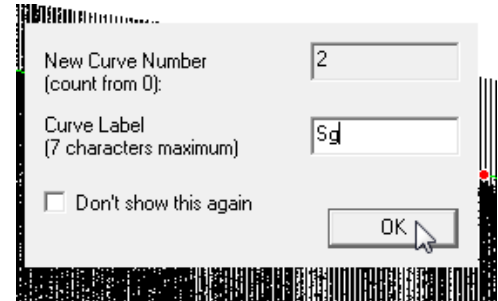 New Curve Number 2
(count from 0):
Curve Label
(7 characters maximum) Sg
Don't show this again
OK